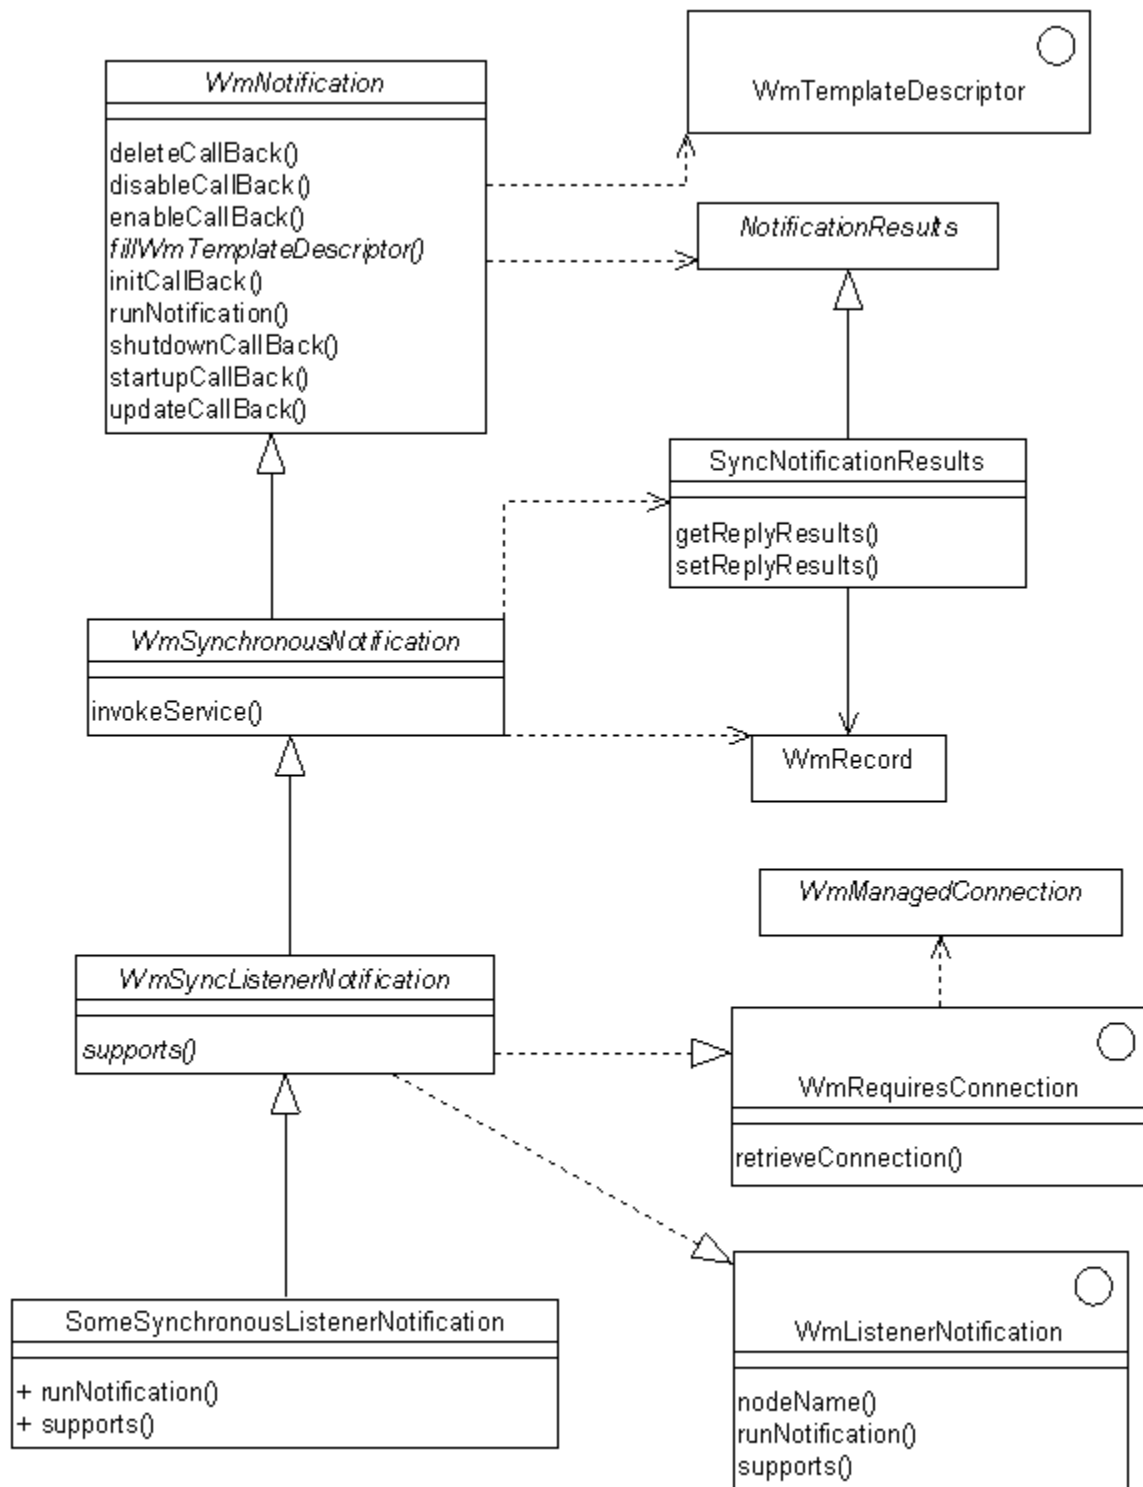 WmNotification
deleteCallBack()
disableCallBack()
enableCallBack()
fillWmTemplateDescriptor()
initCallBack()
runNotification()
shutdownCallBack()
startupCallBack()
updateCallBack()
WmTemplateDescriptor
NotificationResults
SyncNotificationResults
getReplyResults()
setReplyResults()
WmSynchronousNotification
invokeService()
WmRecord
WmManagedConnection
WmSyncListenerNotification
supports()
WmRequiresConnection
retrieveConnection()
SomeSynchronousListenerNotification
+ runNotification()
+ supports()
WmListenerNotification
nodeName()
runNotification()
supports()